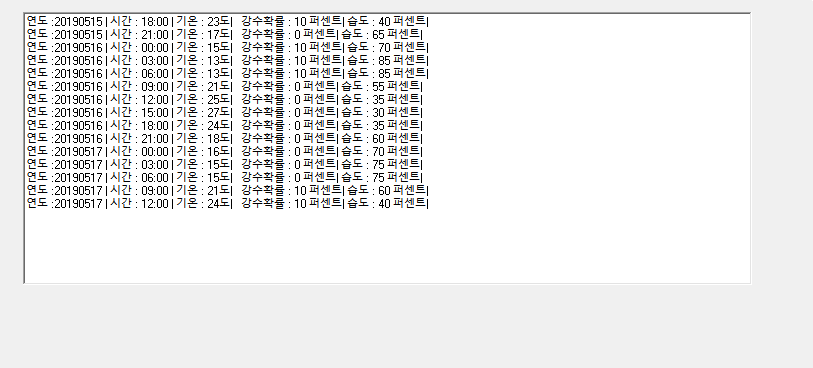 연도 :20190515 | 시간 : 18:00 | 기온 : 23도|   강수확률 : 10 퍼센트| 습도 : 40 퍼센트|
연도 :20190515 | 시간 : 21:00 | 기온 : 17도|   강수확률 : 0 퍼센트| 습도 : 65 퍼센트|
연도 :20190516 | 시간 : 00:00 | 기온 : 15도|   강수확률 : 10 퍼센트| 습도 : 70 퍼센트|
연도 :20190516 | 시간 : 03:00 | 기온 : 13도|   강수확률 : 10 퍼센트| 습도 : 85 퍼센트|
연도 :20190516 | 시간 : 06:00 | 기온 : 13도|   강수확률 : 10 퍼센트| 습도 : 85 퍼센트|
연도 :20190516 | 시간 : 09:00 | 기온 : 21도|   강수확률 : 0 퍼센트| 습도 : 55 퍼센트|
연도 :20190516 | 시간 : 12:00 | 기온 : 25도|   강수확률 : 0 퍼센트| 습도 : 35 퍼센트|
연도 :20190516 | 시간 : 15:00 | 기온 : 27도|   강수확률 : 0 퍼센트| 습도 : 30 퍼센트|
연도 :20190516 | 시간 : 18:00 | 기온 : 24도|   강수확률 : 0 퍼센트| 습도 : 35 퍼센트|
연도 :20190516 | 시간 : 21:00 | 기온 : 18도|   강수확률 : 0 퍼센트| 습도 : 60 퍼센트|
연도 :20190517 | 시간 : 00:00 | 기온 : 16도|   강수확률 : 0 퍼센트| 습도 : 70 퍼센트|
연도 :20190517 | 시간 : 03:00 | 기온 : 15도|   강수확률 : 0 퍼센트| 습도 : 75 퍼센트|
연도 :20190517 | 시간 : 06:00 | 기온 : 15도|   강수확률 : 0 퍼센트| 습도 : 75 퍼센트|
연도 :20190517 | 시간 : 09:00 | 기온 : 21도|   강수확률 : 10 퍼센트| 습도 : 60 퍼센트|
연도 :20190517 | 시간 : 12:00 | 기온 : 24도|   강수확률 : 10 퍼센트| 습도 : 40 퍼센트|